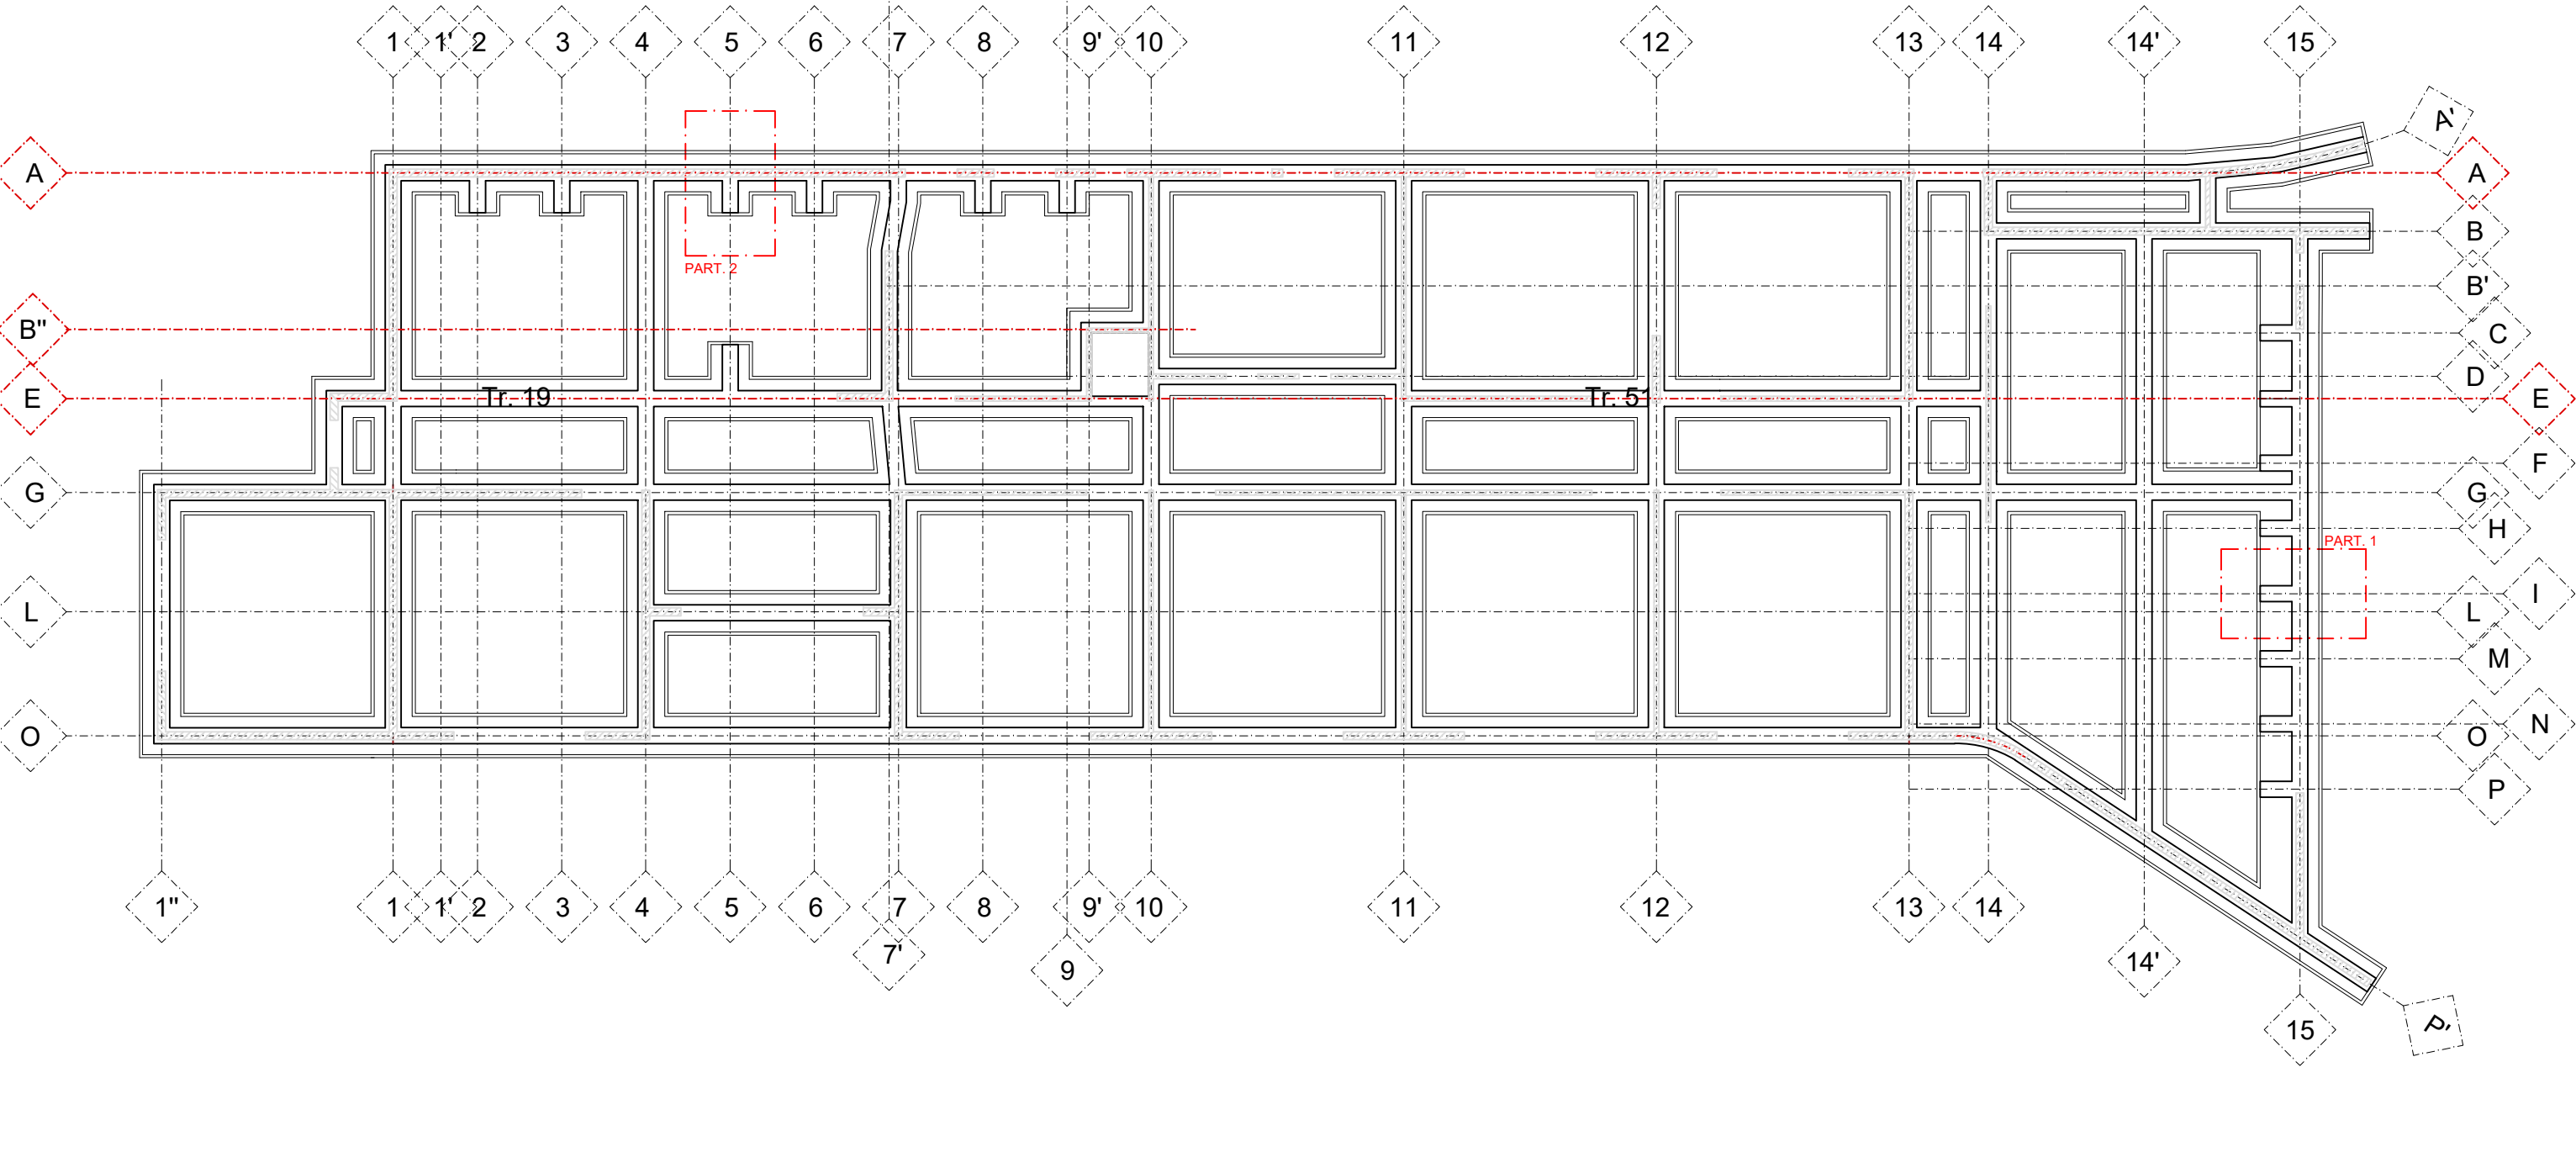 1 1' 2 3 4 5 6 7 8 9' 10 11 12 13 14 14' 15
A'
A A
B
PART. 2
B'
B" C
D
E Tr. 19 Tr. 51 E
F
G G
H
PART. 1
I
L L
M
N
O O
P
1" 1 1' 2 3 4 5 6 7 8 9' 10 11 12 13 14
7' 9 14'
15 P'